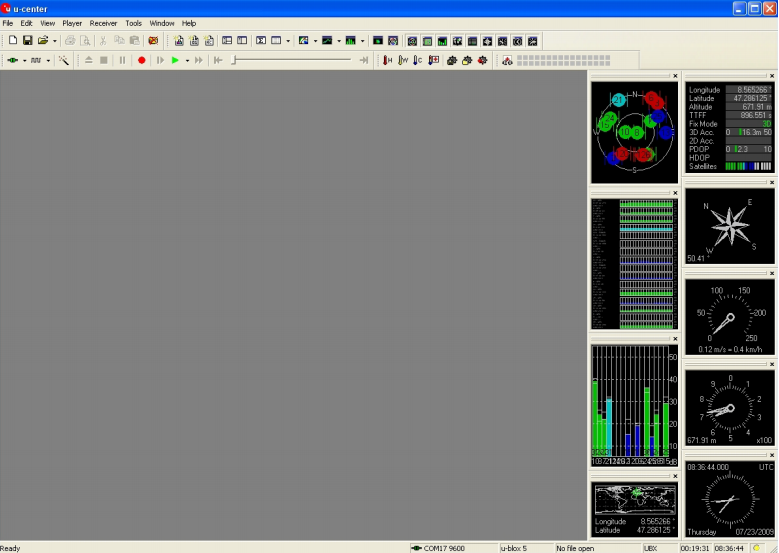 u-center
File Edit View Player Receiver Tools Window Help
N
W
S
21
10 8
Longitude 8.565266 °
Latitude 47.286125 °
Altitude 671.91 m
TTFF 896.551 s
Fix Mode 3D
3D Acc. 0 16.3m 50
2D Acc.
PDOP 0 2.3 10
HDOP
Satellites
N E
W S
50.41 °
100 150
50 200
0 250
0.12 m/s = 0.4 km/h
50
40
30
20
10
dB
0
9 1
8 2
7 3
6 5 4
671.91 m x100
Longitude 8.565266 °
Latitude 47.286125 °
08:36:44.000 UTC
Thursday 07/23/2009
Ready COM17 9600 u-blox 5 No file open UBX 00:19:31 08:36:44